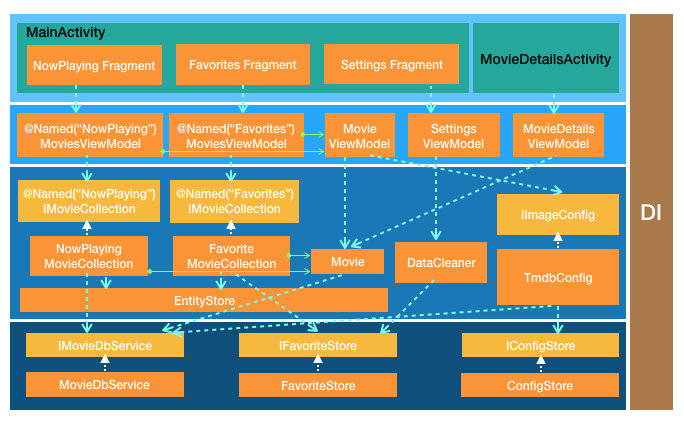 MainActivity
NowPlaying Fragment
Favorites Fragment
Settings Fragment
MovieDetailsActivity
@Named(“NowPlaying”)
MoviesViewModel
@Named(“Favorites”)
MoviesViewModel
Movie
ViewModel
Settings
ViewModel
MovieDetails
ViewModel
@Named(“NowPlaying”)
IMovieCollection
@Named(“Favorites”)
IMovieCollection
IImageConfig
DI
NowPlaying
MovieCollection
Favorite
MovieCollection
Movie
DataCleaner
TmdbConfig
EntityStore
IMovieDbService
IFavoriteStore
IConfigStore
MovieDbService
FavoriteStore
ConfigStore